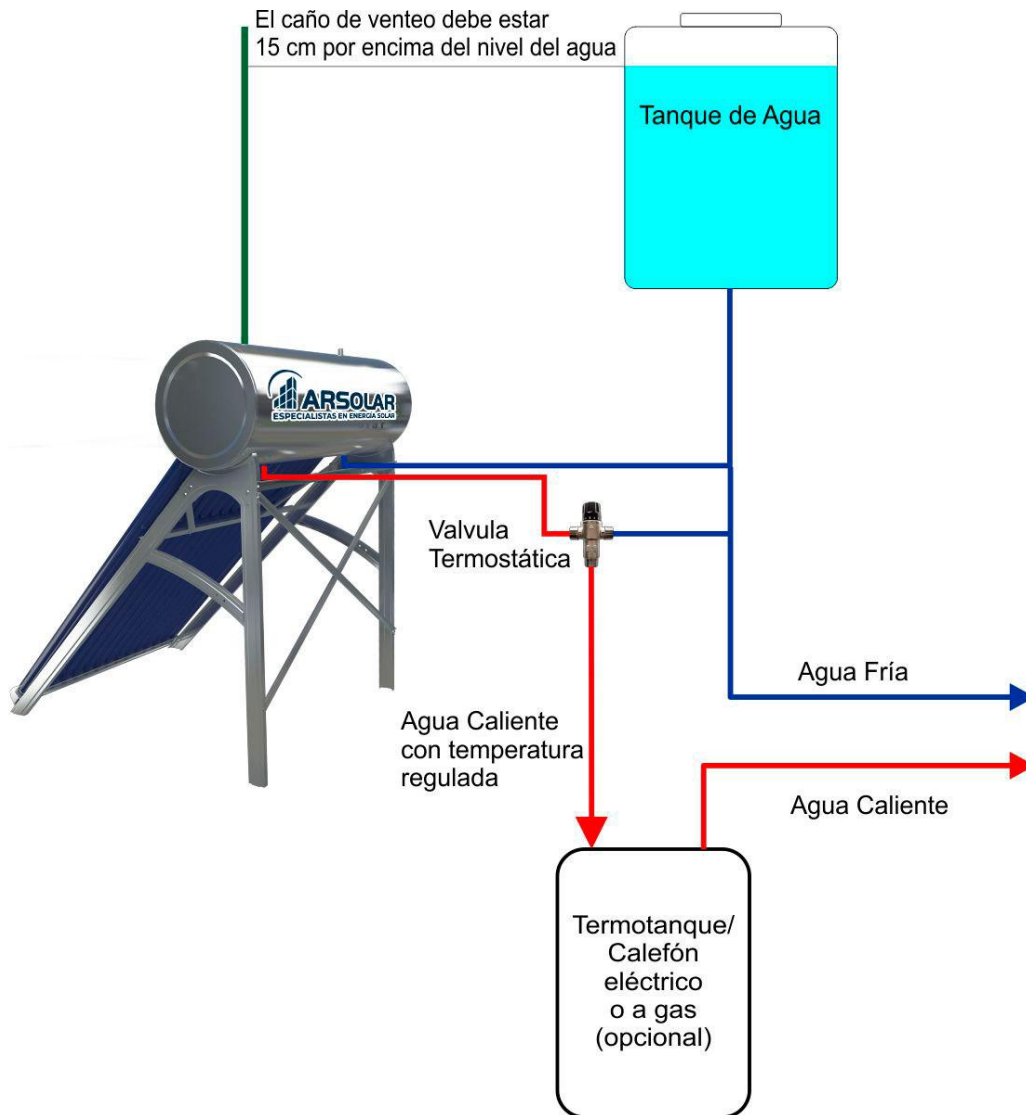 El caño de venteo debe estar
15 cm por encima del nivel del agua
Tanque de Agua
ARSOLAR
ESPECIALISTAS EN ENERGÍA SOLAR
Valvula
Termostática
Agua Fría
Agua Caliente
con temperatura
regulada
Agua Caliente
Termotanque/
Calefón
eléctrico
o a gas
(opcional)